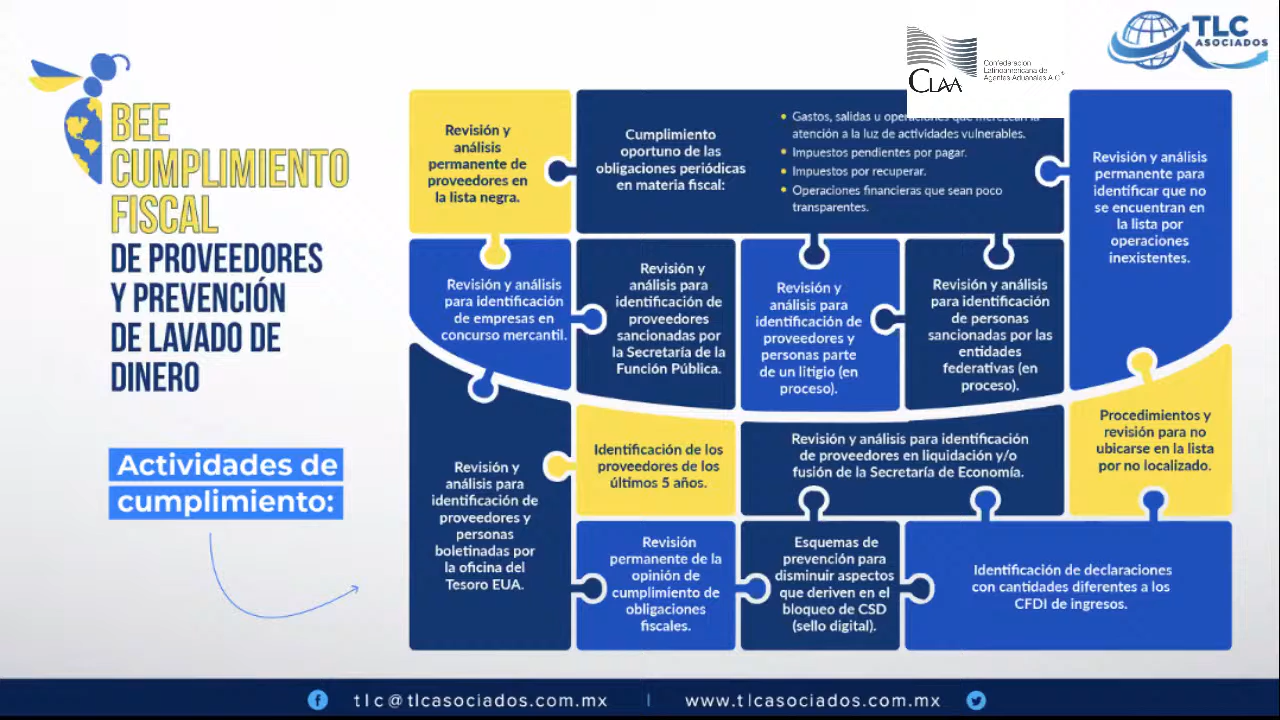 TLC
ASOCIADOS
CLAA
Confederación
Latinoamericana de
Agentes Aduanales A.C.
BEE
CUMPLIMIENTO
FISCAL
DE PROVEEDORES
Y PREVENCIÓN
DE LAVADO DE
DINERO
Actividades de
cumplimiento:
Revisión y
análisis
permanente de
proveedores en
la lista negra.
Cumplimiento
oportuno de las
obligaciones periódicas
en materia fiscal:
• Gastos, salidas u operaciones que merezcan la
atención a la luz de actividades vulnerables.
• Impuestos pendientes por pagar.
• Impuestos por recuperar.
• Operaciones financieras que sean poco
transparentes.
Revisión y análisis
permanente para
identificar que no
se encuentran en
la lista por
operaciones
inexistentes.
Revisión y análisis
para identificación
de empresas en
concurso mercantil.
Revisión y
análisis para
identificación de
proveedores
sancionadas por
la Secretaría de la
Función Pública.
Revisión y
análisis para
identificación de
proveedores y
personas parte
de un litigio (en
proceso).
Revisión y análisis
para identificación
de personas
sancionadas por las
entidades
federativas (en
proceso).
Revisión y
análisis para
identificación de
proveedores y
personas
boletinadas por
la oficina del
Tesoro EUA.
Identificación de los
proveedores de los
últimos 5 años.
Revisión y análisis para identificación
de proveedores en liquidación y/o
fusión de la Secretaría de Economía.
Procedimientos y
revisión para no
ubicarse en la lista
por no localizado.
Revisión
permanente de la
opinión de
cumplimiento de
obligaciones
fiscales.
Esquemas de
prevención para
disminuir aspectos
que deriven en el
bloqueo de CSD
(sello digital).
Identificación de declaraciones
con cantidades diferentes a los
CFDI de ingresos.
tlc@tlcasociados.com.mx | www.tlcasociados.com.mx